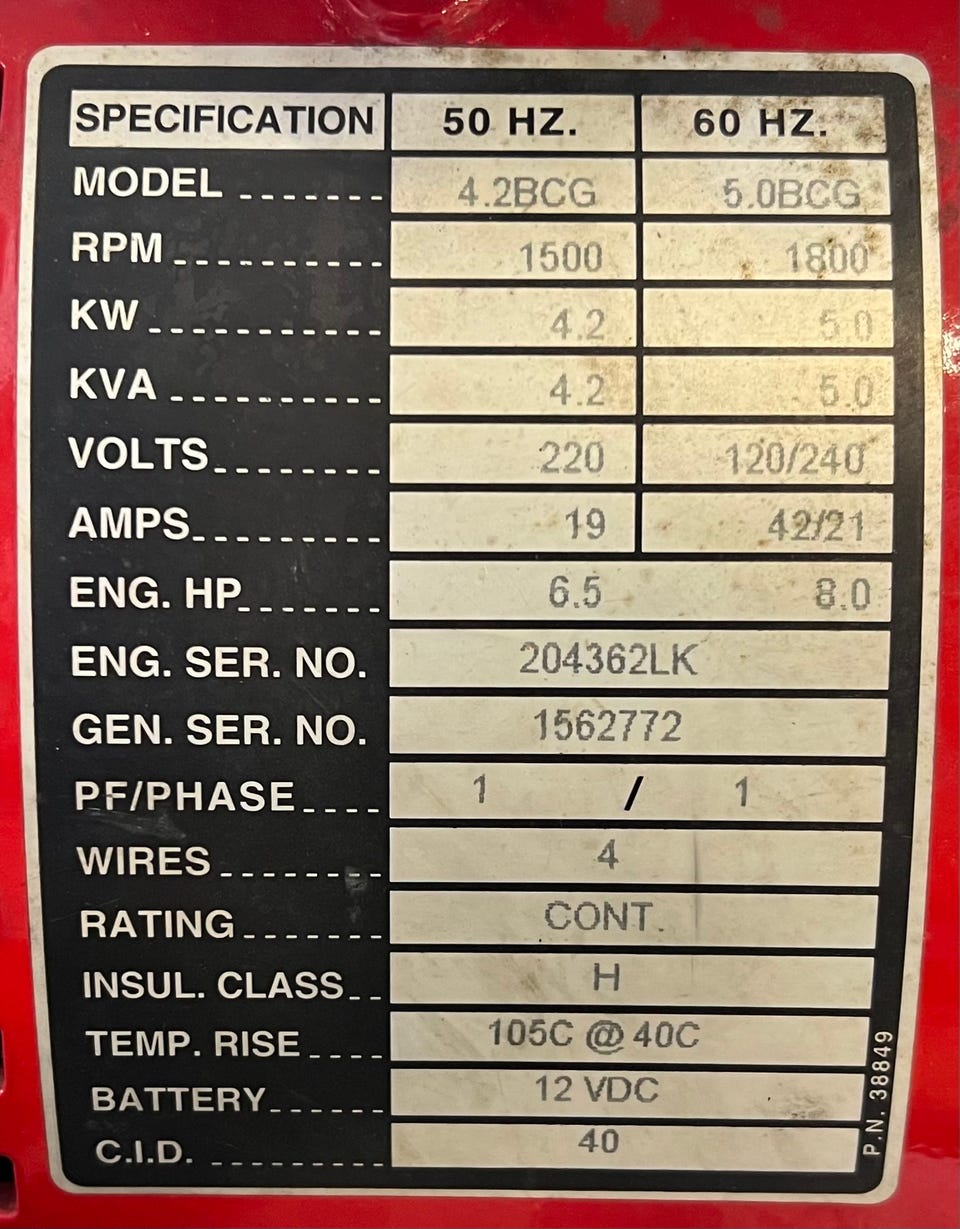 SPECIFICATION 50 HZ. 60 HZ.
MODEL 4.2BCG 5.0BCG
RPM 1500 1800
KW 4.2 5.0
KVA 4.2 5.0
VOLTS 220 120/240
AMPS 19 42/21
ENG. HP 6.5 8.0
ENG. SER. NO. 204362LK
GEN. SER. NO. 1562772
PF/PHASE 1 / 1
WIRES 4
RATING CONT.
INSUL. CLASS H
TEMP. RISE 105C @ 40C
BATTERY 12 VDC
C.I.D. 40
P.N. 38849